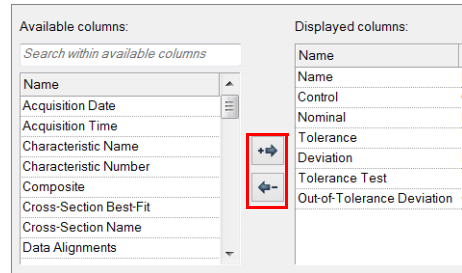 Available columns:
Search within available columns
Name
Acquisition Date
Acquisition Time
Characteristic Name
Characteristic Number
Composite
Cross-Section Best-Fit
Cross-Section Name
Data Alignments
Displayed columns:
Name
Name
Control
Nominal
Tolerance
Deviation
Tolerance Test
Out-of-Tolerance Deviation